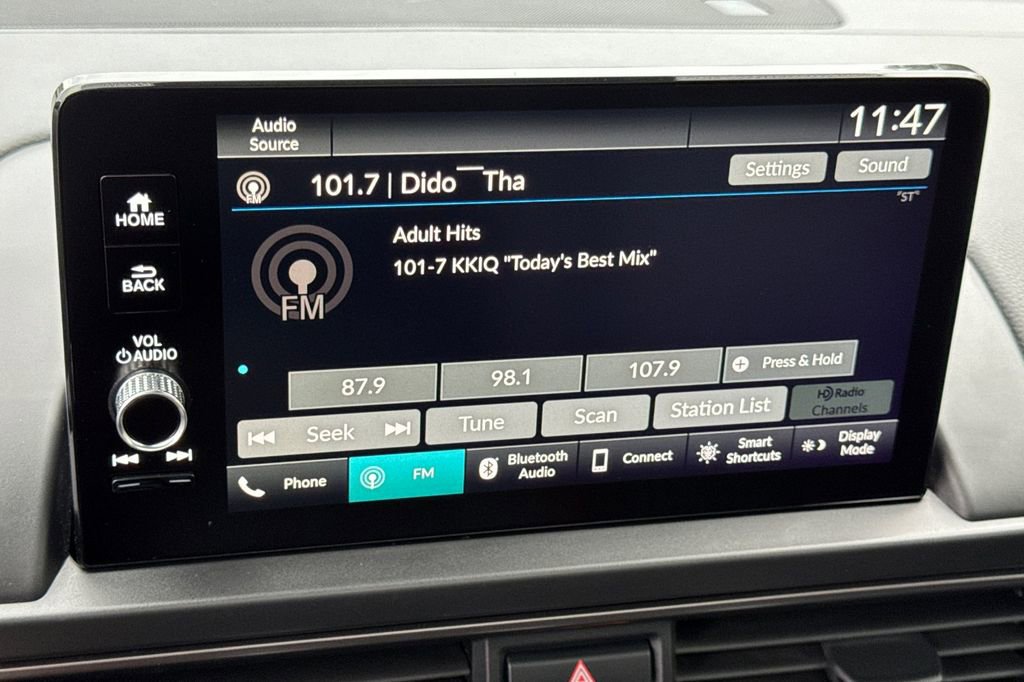 Audio
Source
11:47
FM
101.7 | Dido¯Tha
Settings
Sound
"ST"
HOME
BACK
VOL
AUDIO
FM
Adult Hits
101-7 KKIQ "Today's Best Mix"
87.9
98.1
107.9
Press & Hold
Seek
Tune
Scan
Station List
HD Radio
Channels
Phone
FM
Bluetooth
Audio
Connect
Smart
Shortcuts
Display
Mode